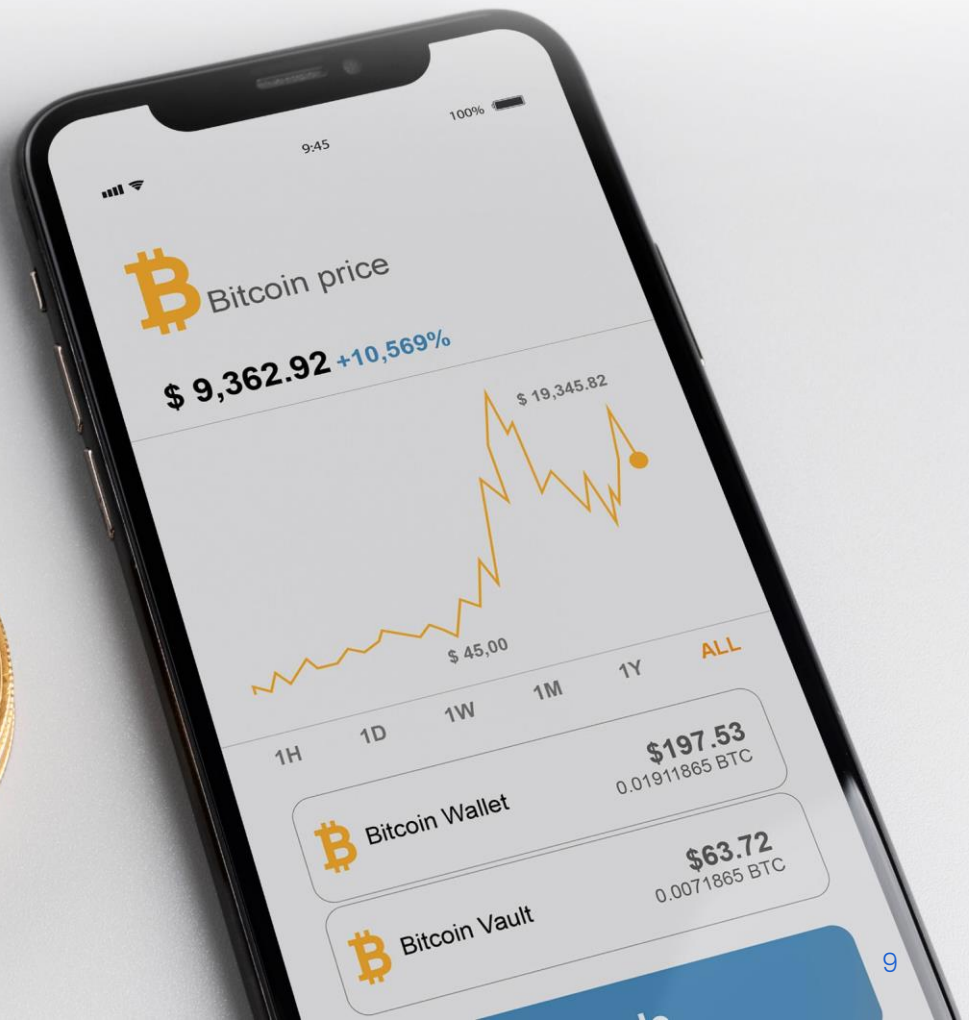 100%
9:45
Bitcoin price
$ 9,362.92 +10,569%
$ 19,345.82
$ 45,00
1H 1D 1W 1M 1Y ALL
$197.53
Bitcoin Wallet
0.01911865 BTC
$63.72
Bitcoin Vault
0.0071865 BTC
9